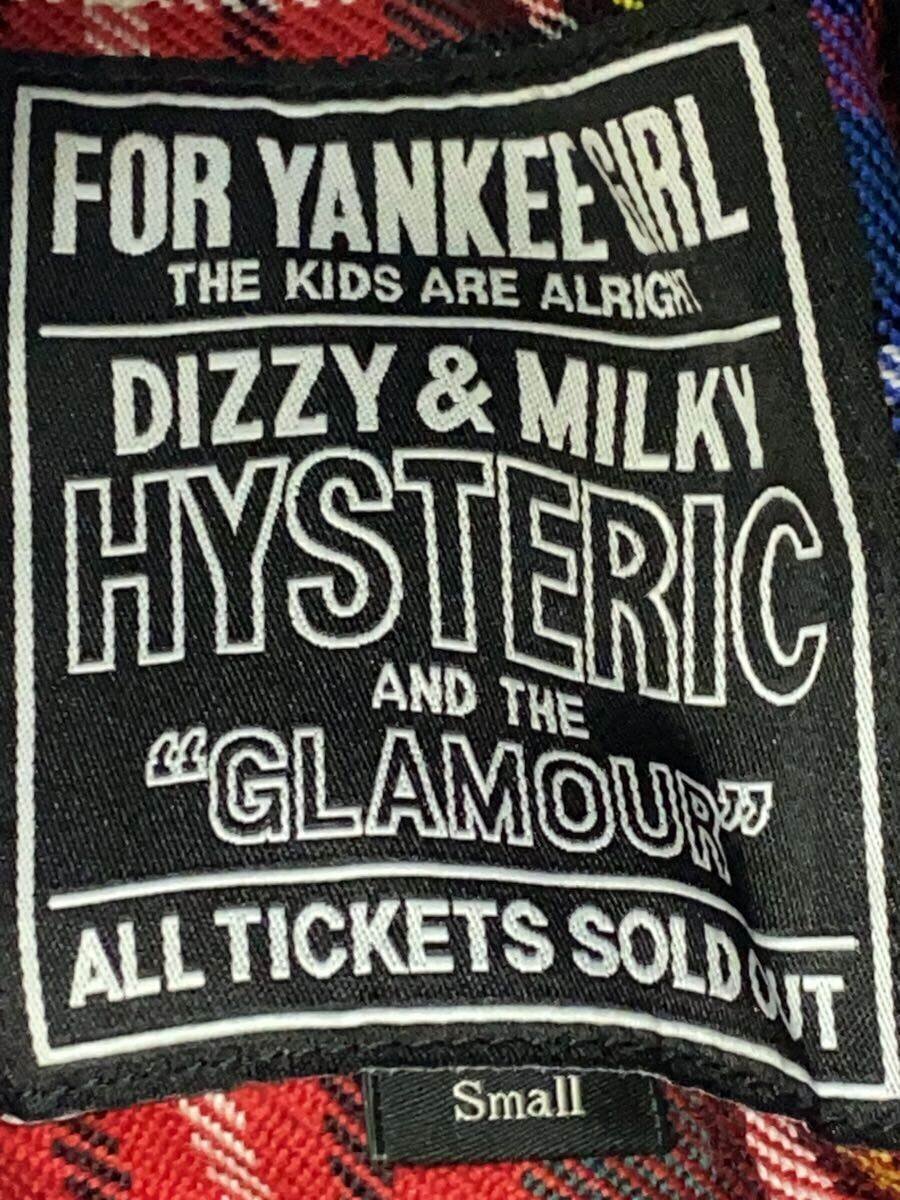 FOR YANKEE GIRL
THE KIDS ARE ALRIGHT
DIZZY & MILKY
HYSTERIC
AND THE
“GLAMOUR”
ALL TICKETS SOLD OUT
Small